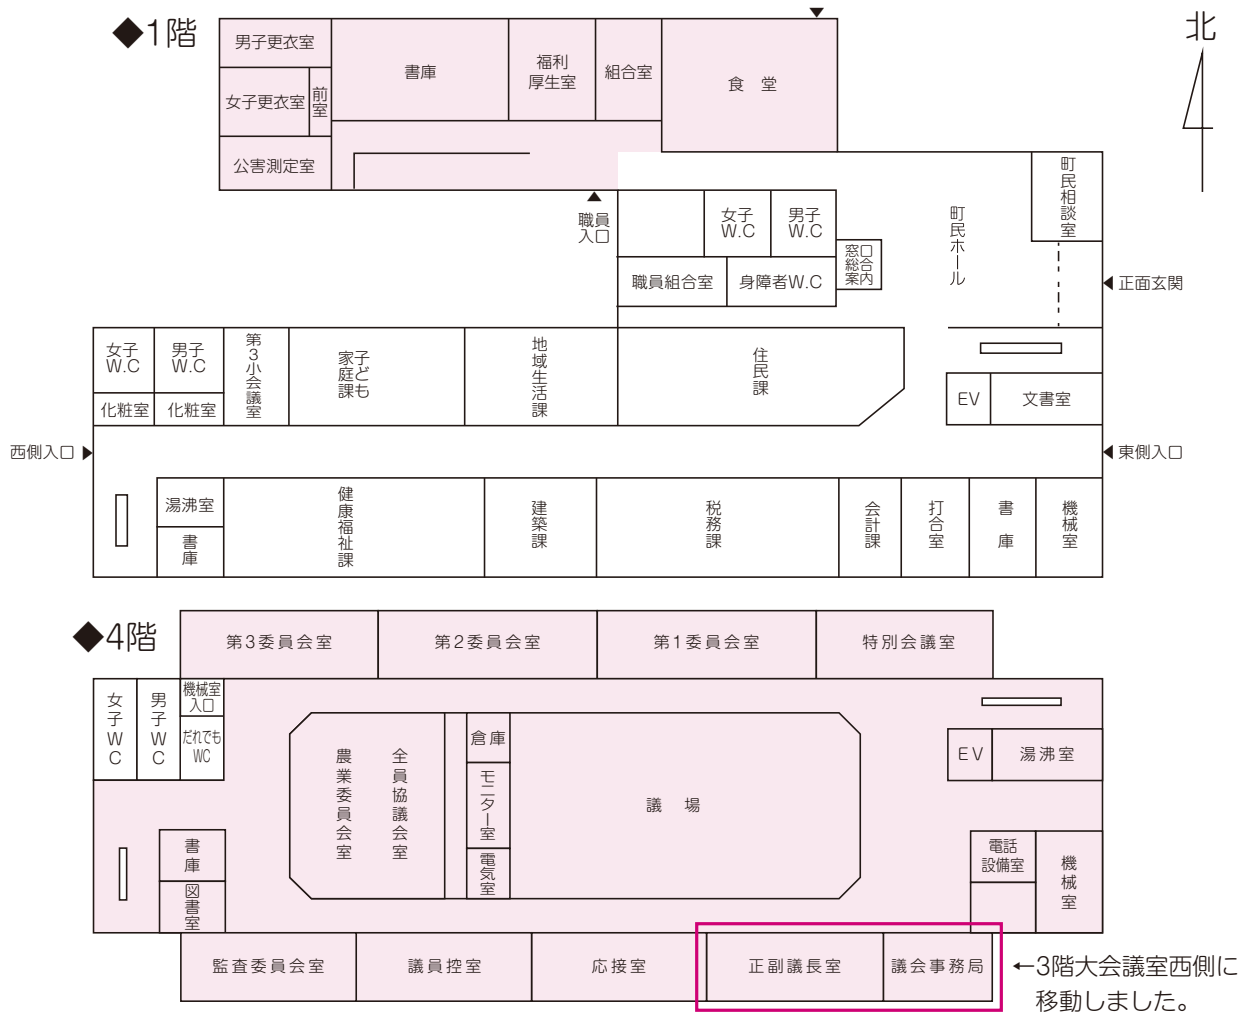 ◆1階
北
男子更衣室
書庫
福利
厚生室
組合室
食堂
女子更衣室
前室
公害測定室
職員
入口
女子
W.C
男子
W.C
町民相談室
町民ホール
窓口
総合
案内
職員組合室
身障者W.C
正面玄関
女子
W.C
男子
W.C
第3小会議室
子ども
家庭課
地域生活課
住民課
化粧室
化粧室
EV
文書室
西側入口
東側入口
湯沸室
書庫
健康福祉課
建築課
税務課
会計課
打合室
書庫
機械室
◆4階
第3委員会室
第2委員会室
第1委員会室
特別会議室
女子WC
男子WC
機械室
入口
だれでも
WC
農業委員会室
全員協議会室
倉庫
モニター室
電気室
議場
EV
湯沸室
書庫
図書室
電話
設備室
機械室
監査委員会室
議員控室
応接室
正副議長室
議会事務局
←3階大会議室西側に
移動しました。